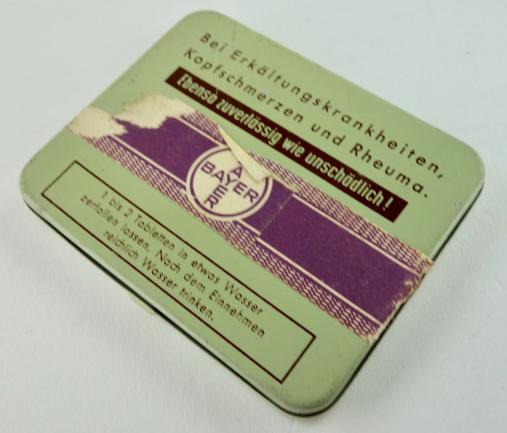 Bei Erkältungskrankheiten,
Kopfschmerzen und Rheuma.
Ebenso zuverlässig wie unschädlich!
BAYER
BAYER
1 bis 2 Tabletten in etwas Wasser
zerfallen lassen. Nach dem Einnehmen
reichlich Wasser trinken.